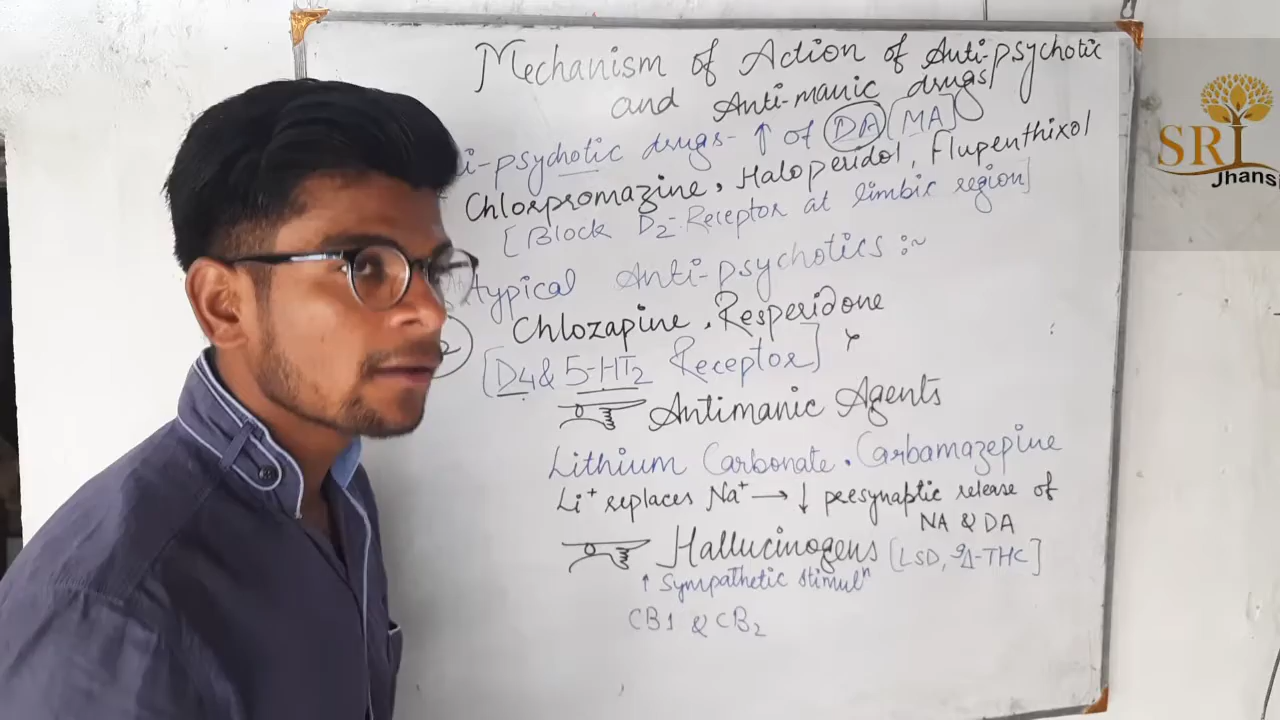 Mechanism of Action of Anti-psychotic
and Anti-manic drugs
i-psychotic drugs- ↑ of DA [MA]
Chlorpromazine, Haloperidol, Flupenthixol
[Block D2-Receptor at limbic region]
Atypical Anti-psychotics :~
Chlozapine, Resperidone
2
[D4 & 5-HT2 Receptor]
Antimanic Agents
Lithium Carbonate. Carbamazepine
Li+ replaces Na+ → ↓ presynaptic release of
NA & DA
Hallucinogens [LSD, 9Δ-THC]
↑ Sympathetic stimuln
CB1 & CB2
SRI
Jhansi